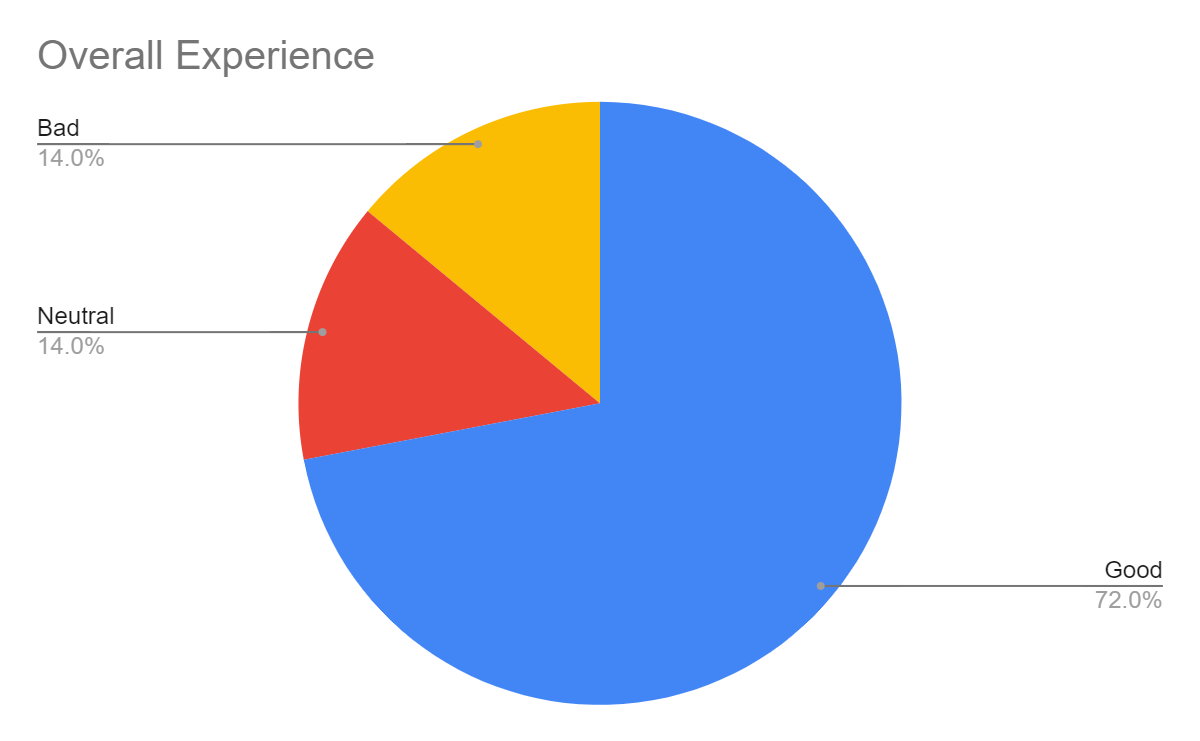 Overall Experience
Bad
14.0%
Neutral
14.0%
Good
72.0%